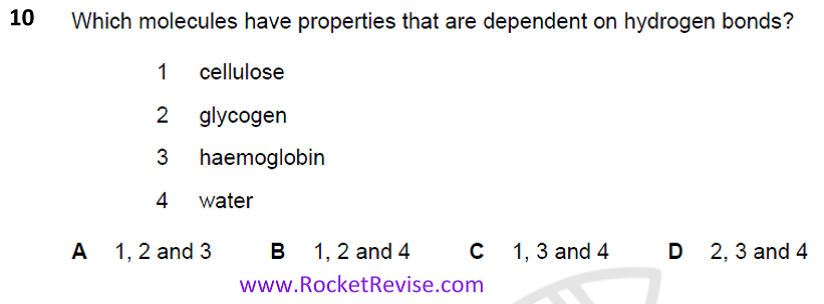 10 Which molecules have properties that are dependent on hydrogen bonds?
1 cellulose
2 glycogen
3 haemoglobin
4 water
A 1, 2 and 3 B 1, 2 and 4 C 1, 3 and 4 D 2, 3 and 4
www.RocketRevise.com